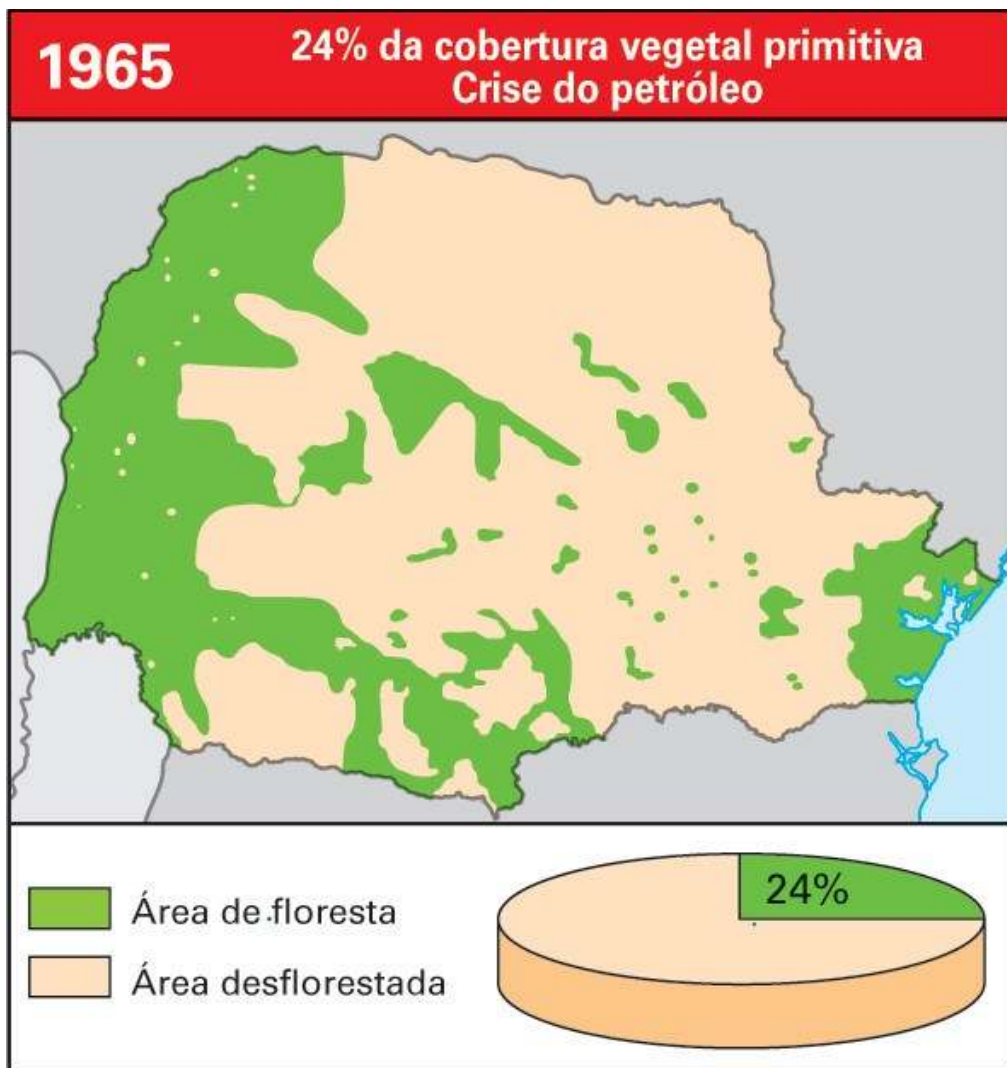 1965
24% da cobertura vegetal primitiva
Crise do petróleo
24%
Área de floresta
Área desflorestada